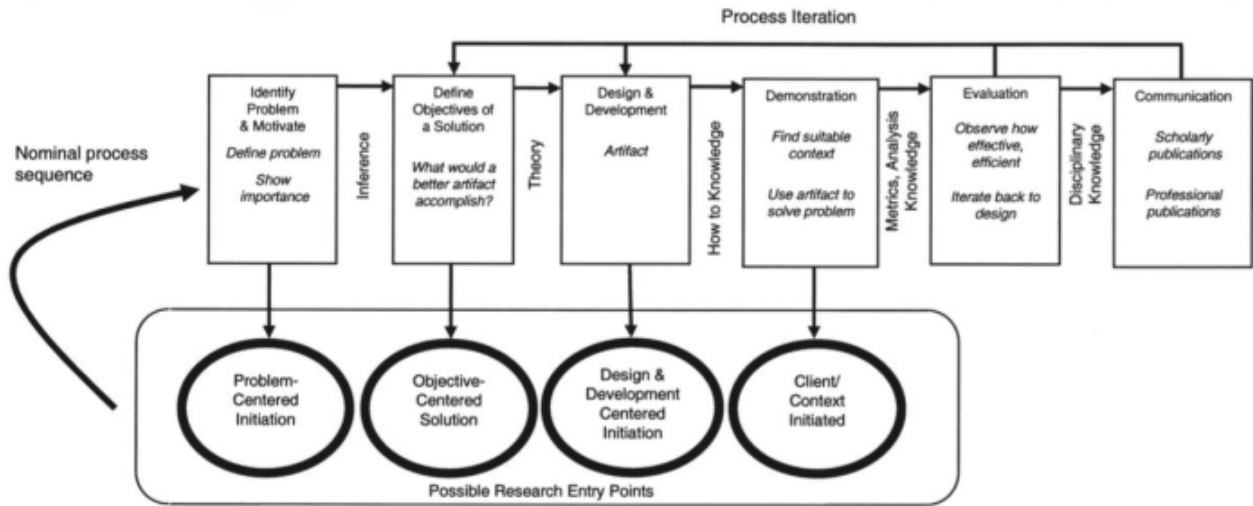 Process Iteration
Nominal process
sequence
Identify
Problem
& Motivate
Define problem
Show
importance
Inference
Define
Objectives of
a Solution
What would a
better artifact
accomplish?
Theory
Design &
Development
Artifact
How to Knowledge
Demonstration
Find suitable
context
Use artifact to
solve problem
Metrics, Analysis
Knowledge
Evaluation
Observe how
effective,
efficient
Iterate back to
design
Disciplinary
Knowledge
Communication
Scholarly
publications
Professional
publications
Problem-
Centered
Initiation
Objective-
Centered
Solution
Design &
Development
Centered
Initiation
Client/
Context
Initiated
Possible Research Entry Points